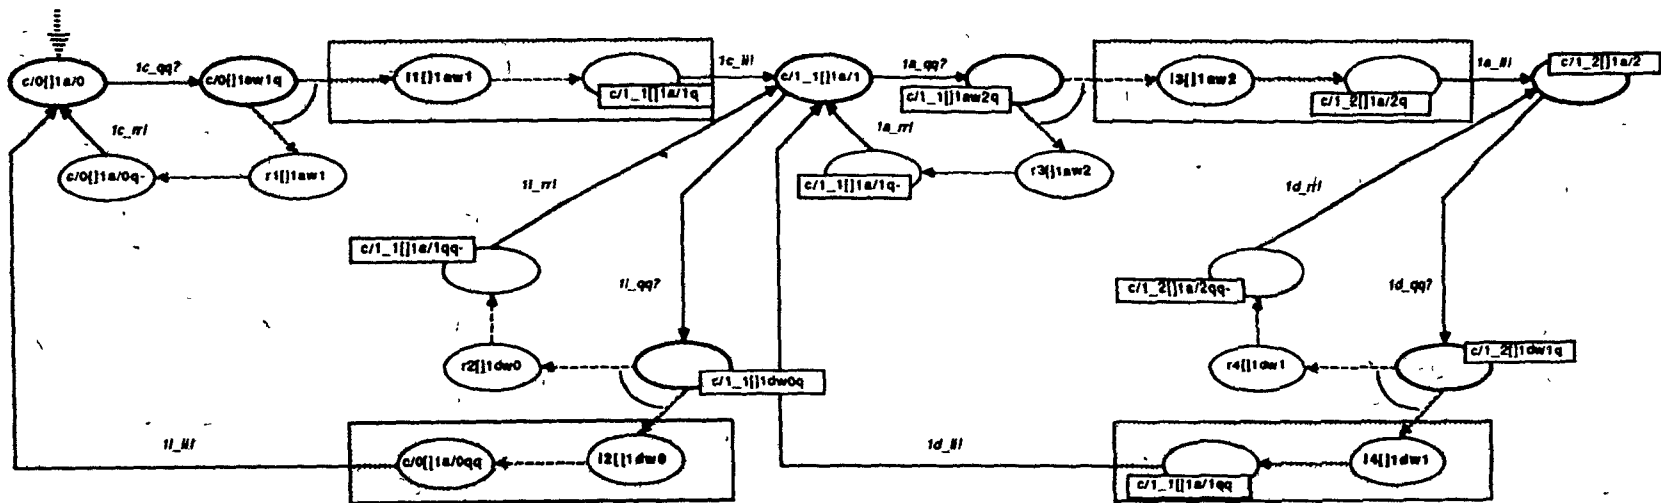 c/0[]1a/0
1c_qq?
c/0[]1aw1q
l1[]1aw1
c/1_1[]1a/1q
1c_ll!
c/1_1[]1a/1
1a_qq?
c/1_1[]1aw2q
l3[]1aw2
c/1_2[]1a/2q
1a_ll!
c/1_2[]1a/2
1c_rr!
c/0[]1a/0q-
r1[]1aw1
1a_rr!
c/1_1[]1a/1q-
r3[]1aw2
1l_rr!
1d_rr!
c/1_1[]1a/1qq-
1l_qq?
c/1_2[]1a/2qq-
1d_qq?
r2[]1dw0
c/1_1[]1dw0q
r4[]1dw1
c/1_2[]1dw1q
1l_ll!
c/0[]1a/0qq
l2[]1dw0
1d_ll!
c/1_1[]1a/1qq
l4[]1dw1